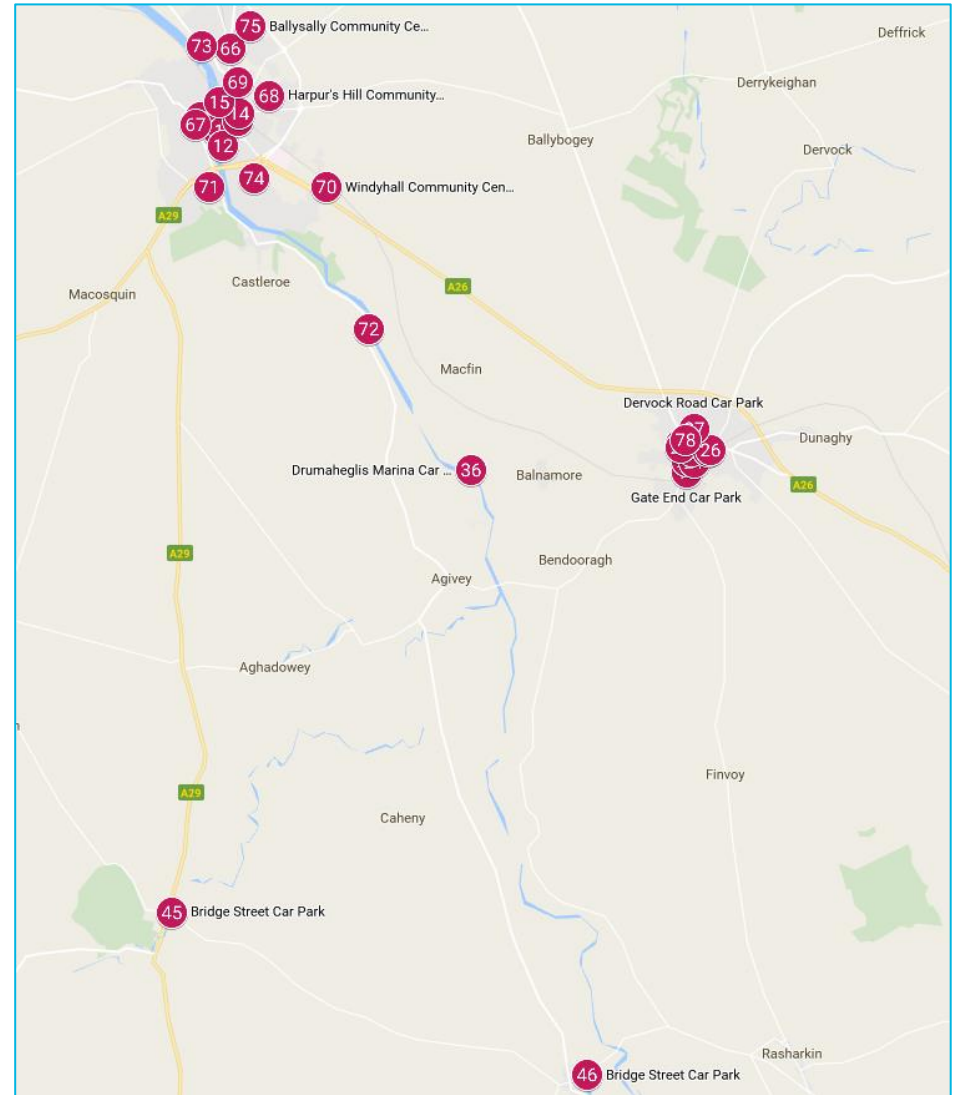 75 Ballysally Community Ce...
Deffrick
73
66
69
Derrykeighan
68 Harpur's Hill Community...
15
14
67
Ballybogey
12
Dervock
74
71
70 Windyhall Community Cen...
A29
Castleroe
A26
Macosquin
72
Macfin
Dervock Road Car Park
78
26
Dunaghy
Drumaheglis Marina Car ... 36
Balnamore
A26
Gate End Car Park
A29
Bendooragh
Agivey
Aghadowey
Finvoy
A29
Caheny
45 Bridge Street Car Park
Rasharkin
46 Bridge Street Car Park